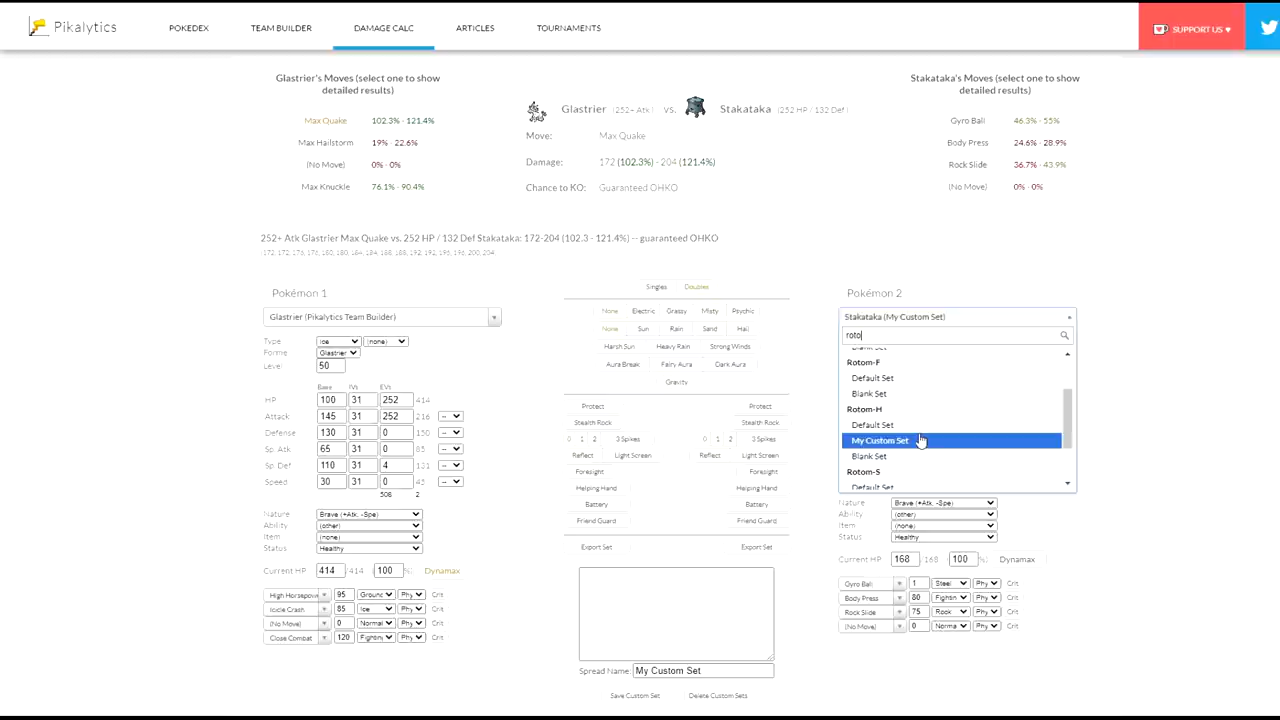 Pikalytics
POKEDEX TEAM BUILDER DAMAGE CALC ARTICLES TOURNAMENTS
SUPPORT US ♥
Glastrier's Moves (select one to show
detailed results)
Max Quake 102.3% - 121.4%
Max Hailstorm 19% - 22.6%
(No Move) 0% - 0%
Max Knuckle 76.1% - 90.4%
Glastrier (252+ Atk) vs. Stakataka (252 HP / 132 Def)
Move: Max Quake
Damage: 172 (102.3%) - 204 (121.4%)
Chance to KO: Guaranteed OHKO
Stakataka's Moves (select one to show
detailed results)
Gyro Ball 46.3% - 55%
Body Press 24.6% - 28.9%
Rock Slide 36.7% - 43.9%
(No Move) 0% - 0%
252+ Atk Glastrier Max Quake vs. 252 HP / 132 Def Stakataka: 172-204 (102.3 - 121.4%) -- guaranteed OHKO
Pokémon 1
Glastrier (Pikalytics Team Builder)
Type Ice (none)
Forme Glastrier
Level 50
Base IVs EVs
HP 100 31 252 414
Attack 145 31 252 216 --
Defense 130 31 0 150 --
Sp. Atk 65 31 0 85 --
Sp. Def 110 31 4 131 --
Speed 30 31 0 45 --
508 2
Nature Brave (+Atk, -Spe)
Ability (other)
Item (none)
Status Healthy
Current HP 414 /414 (100 %) Dynamax
High Horsepow 95 Ground Phy Crit
Icicle Crash 85 Ice Phy Crit
(No Move) 0 Normal Phy Crit
Close Combat 120 Fighting Phy Crit
Singles Doubles
None Electric Grassy Misty Psychic
None Sun Rain Sand Hail
Harsh Sun Heavy Rain Strong Winds
Aura Break Fairy Aura Dark Aura
Gravity
Protect Protect
Stealth Rock Stealth Rock
0 1 2 3 Spikes 0 1 2 3 Spikes
Reflect Light Screen Reflect Light Screen
Foresight Foresight
Helping Hand Helping Hand
Battery Battery
Friend Guard Friend Guard
Export Set Export Set
Spread Name: My Custom Set
Save Custom Set Delete Custom Sets
Pokémon 2
Stakataka (My Custom Set)
roto
Blank Set
Rotom-F
Default Set
Blank Set
Rotom-H
Default Set
My Custom Set
Blank Set
Rotom-S
Default Set
Nature Brave (+Atk, -Spe)
Ability (other)
Item (none)
Status Healthy
Current HP 168 /168 (100 %) Dynamax
Gyro Ball 1 Steel Phy Crit
Body Press 80 Fightin Phy Crit
Rock Slide 75 Rock Phy Crit
(No Move) 0 Norma Phy Crit